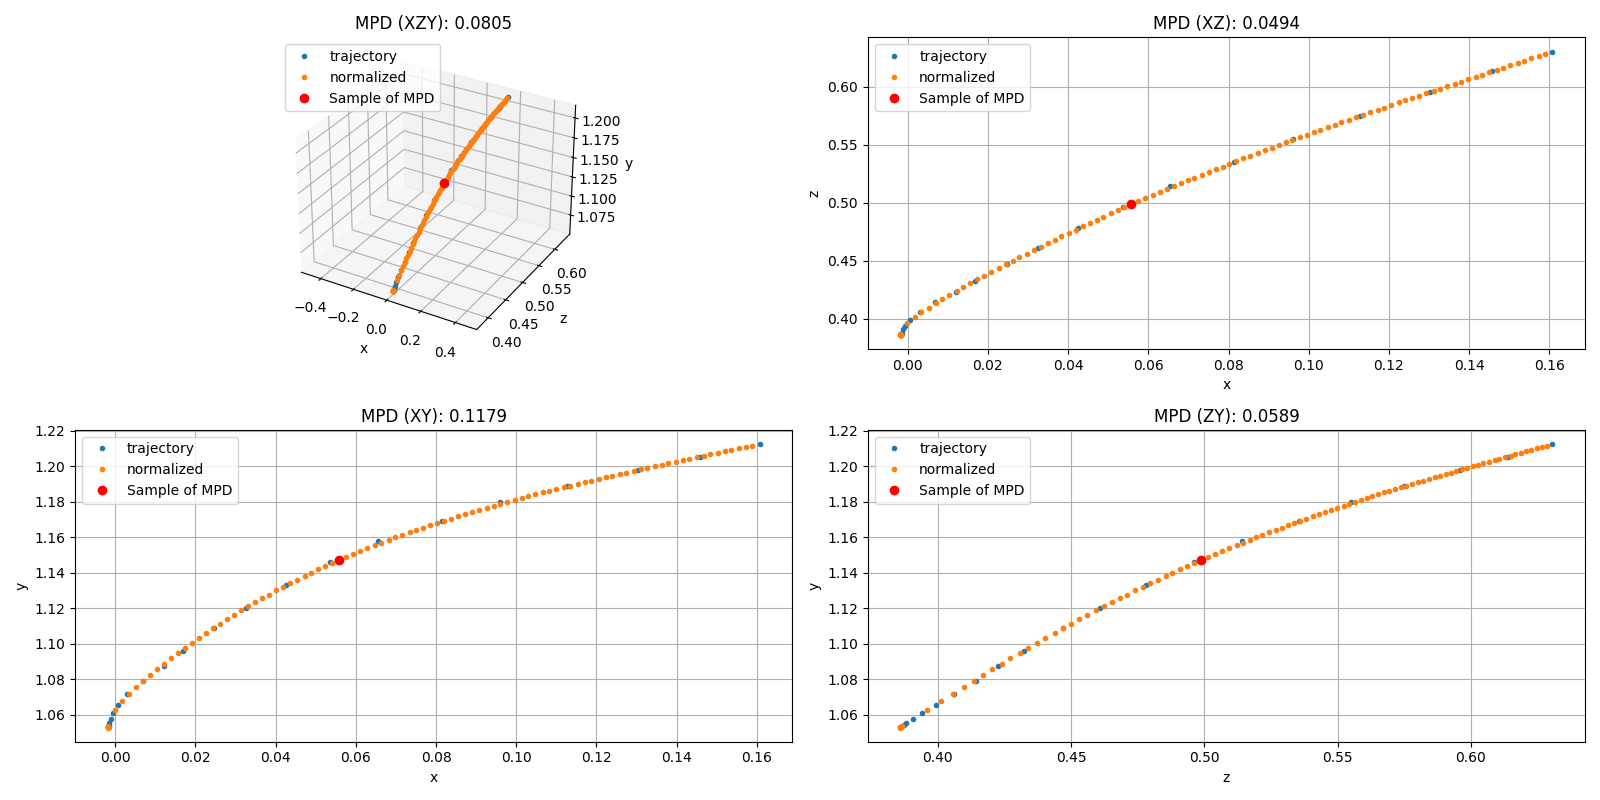 MPD (XZY): 0.0805
trajectory
normalized
Sample of MPD
1.200
1.175
1.150
1.125
1.100
1.075
y
0.60
0.55
0.50
0.45
0.40
z
−0.4
−0.2
0.0
0.2
0.4
x
MPD (XZ): 0.0494
trajectory
normalized
Sample of MPD
0.60
0.55
0.50
0.45
0.40
z
0.00 0.02 0.04 0.06 0.08 0.10 0.12 0.14 0.16
x
MPD (XY): 0.1179
trajectory
normalized
Sample of MPD
1.22
1.20
1.18
1.16
1.14
1.12
1.10
1.08
1.06
y
0.00 0.02 0.04 0.06 0.08 0.10 0.12 0.14 0.16
x
MPD (ZY): 0.0589
trajectory
normalized
Sample of MPD
1.22
1.20
1.18
1.16
1.14
1.12
1.10
1.08
1.06
y
0.40 0.45 0.50 0.55 0.60
z